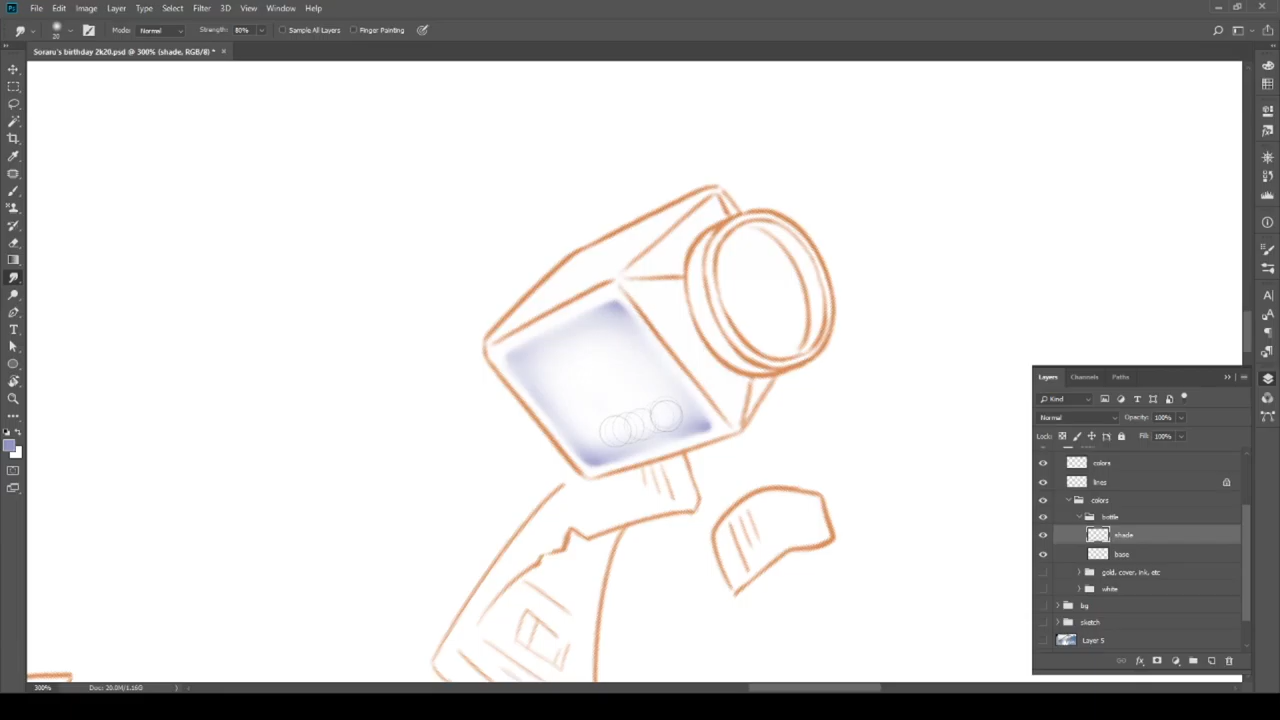 File Edit Image Layer Type Select Filter 3D View Window Help
20 Mode: Normal Strength: 80% Sample All Layers Finger Painting
Soraru's birthday 2k20.psd @ 300% (shade, RGB/8) *
Layers Channels Paths
Kind
Normal Opacity: 100%
Lock: Fill: 100%
colors
lines
colors
bottle
shade
base
gold, cover, ink, etc
white
bg
sketch
Layer 5
300% Doc: 20.0M/1.16G